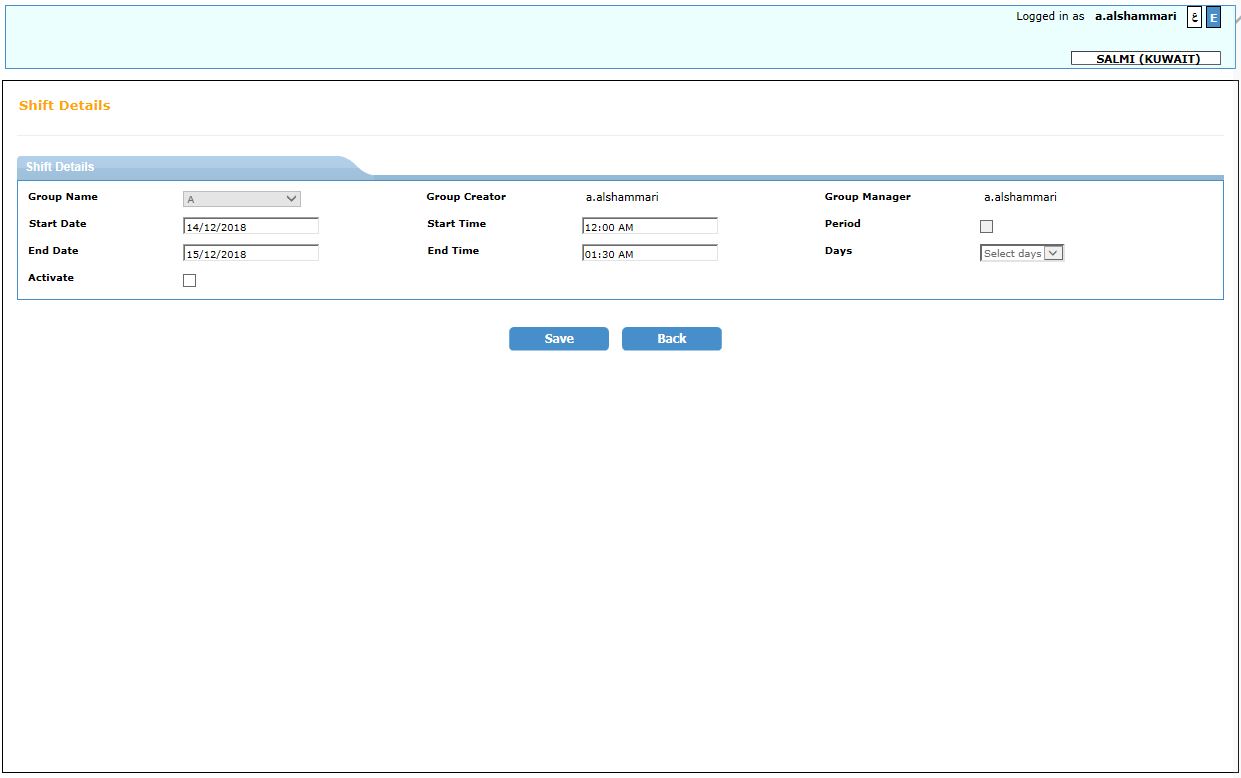 Logged in as a.alshammari ع E
SALMI (KUWAIT)
Shift Details
Shift Details
Group Name A Group Creator a.alshammari Group Manager a.alshammari
Start Date 14/12/2018 Start Time 12:00 AM Period
End Date 15/12/2018 End Time 01:30 AM Days Select days
Activate
Save Back